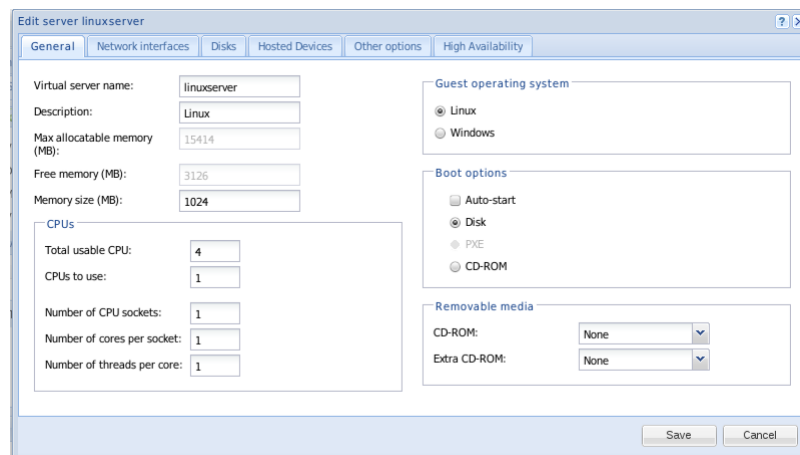 Edit server linuxserver
?
General
Network interfaces
Disks
Hosted Devices
Other options
High Availability
Virtual server name:
linuxserver
Description:
Linux
Max allocatable memory
(MB):
15414
Free memory (MB):
3126
Memory size (MB):
1024
CPUs
Total usable CPU:
4
CPUs to use:
1
Number of CPU sockets:
1
Number of cores per socket:
1
Number of threads per core:
1
Guest operating system
Linux
Windows
Boot options
Auto-start
Disk
PXE
CD-ROM
Removable media
CD-ROM:
None
Extra CD-ROM:
None
Save
Cancel